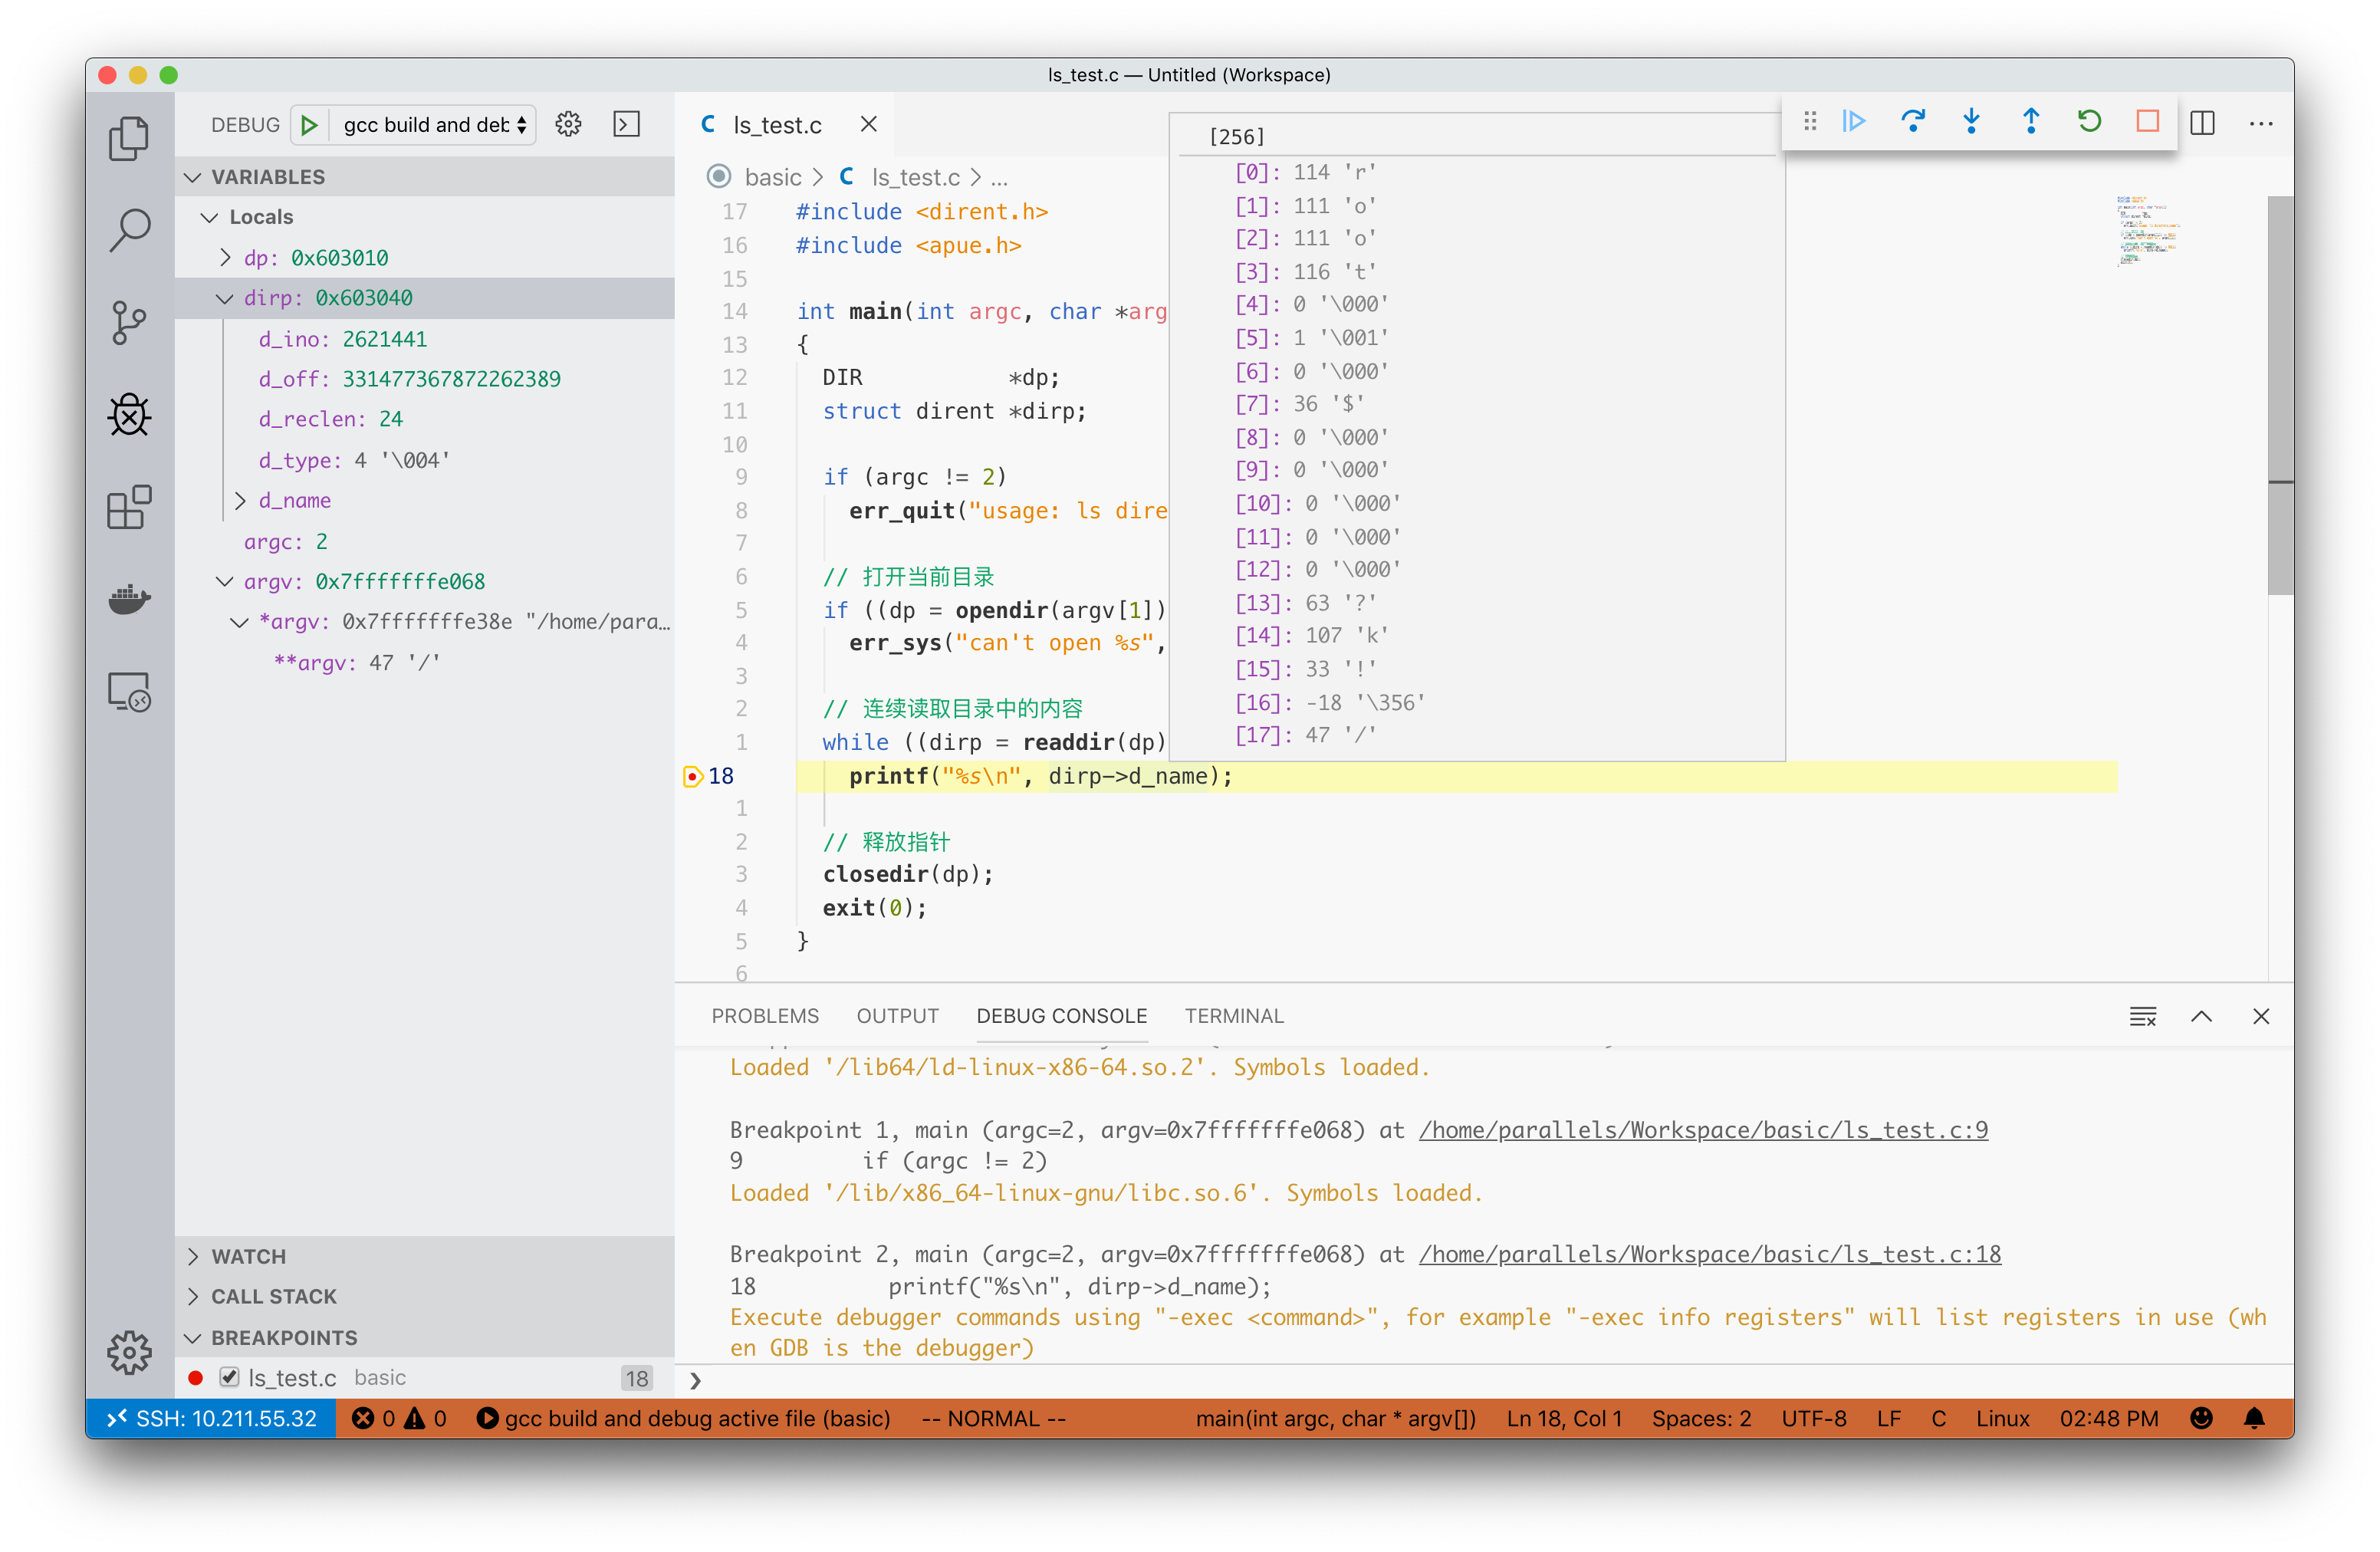 ls_test.c — Untitled (Workspace)
DEBUG gcc build and deb
VARIABLES
Locals
dp: 0x603010
dirp: 0x603040
d_ino: 2621441
d_off: 331477367872262389
d_reclen: 24
d_type: 4 '\004'
d_name
argc: 2
argv: 0x7fffffffe068
*argv: 0x7fffffffe38e "/home/para…
**argv: 47 '/'
WATCH
CALL STACK
BREAKPOINTS
ls_test.c basic 18
C ls_test.c
basic > C ls_test.c > ...
17 #include <dirent.h>
16 #include <apue.h>
15
14 int main(int argc, char *arg
13 {
12 DIR *dp;
11 struct dirent *dirp;
10
9 if (argc != 2)
8 err_quit("usage: ls dire
7
6 // 打开当前目录
5 if ((dp = opendir(argv[1])
4 err_sys("can't open %s",
3
2 // 连续读取目录中的内容
1 while ((dirp = readdir(dp)
18 printf("%s\n", dirp->d_name);
1
2 // 释放指针
3 closedir(dp);
4 exit(0);
5 }
6
[256]
[0]: 114 'r'
[1]: 111 'o'
[2]: 111 'o'
[3]: 116 't'
[4]: 0 '\000'
[5]: 1 '\001'
[6]: 0 '\000'
[7]: 36 '$'
[8]: 0 '\000'
[9]: 0 '\000'
[10]: 0 '\000'
[11]: 0 '\000'
[12]: 0 '\000'
[13]: 63 '?'
[14]: 107 'k'
[15]: 33 '!'
[16]: -18 '\356'
[17]: 47 '/'
PROBLEMS OUTPUT DEBUG CONSOLE TERMINAL
Loaded '/lib64/ld-linux-x86-64.so.2'. Symbols loaded.
Breakpoint 1, main (argc=2, argv=0x7fffffffe068) at /home/parallels/Workspace/basic/ls_test.c:9
9 if (argc != 2)
Loaded '/lib/x86_64-linux-gnu/libc.so.6'. Symbols loaded.
Breakpoint 2, main (argc=2, argv=0x7fffffffe068) at /home/parallels/Workspace/basic/ls_test.c:18
18 printf("%s\n", dirp->d_name);
Execute debugger commands using "-exec <command>", for example "-exec info registers" will list registers in use (wh
en GDB is the debugger)
SSH: 10.211.55.32 0 0 gcc build and debug active file (basic) -- NORMAL -- main(int argc, char * argv[]) Ln 18, Col 1 Spaces: 2 UTF-8 LF C Linux 02:48 PM